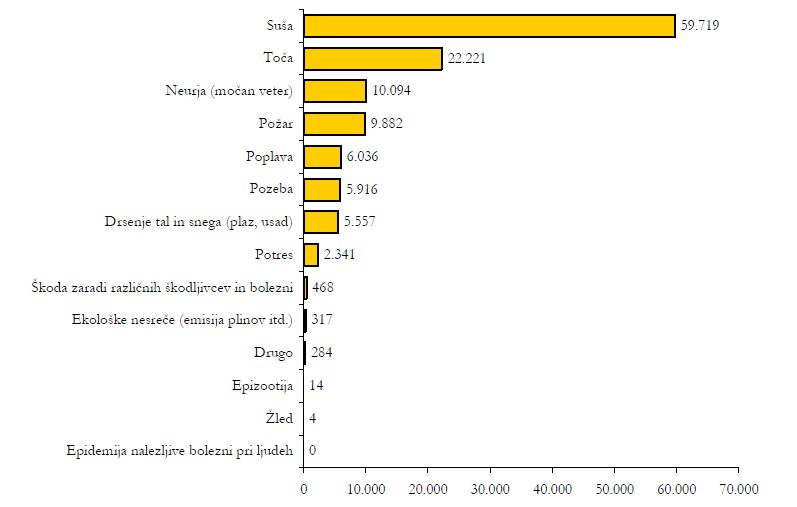 Suša 59.719
Toča 22.221
Neurja (močan veter) 10.094
Požar 9.882
Poplava 6.036
Pozeba 5.916
Drsenje tal in snega (plaz, usad) 5.557
Potres 2.341
Škoda zaradi različnih škodljivcev in bolezni 468
Ekološke nesreče (emisija plinov itd.) 317
Drugo 284
Epizootija 14
Žled 4
Epidemija nalezljive bolezni pri ljudeh 0
0 10.000 20.000 30.000 40.000 50.000 60.000 70.000